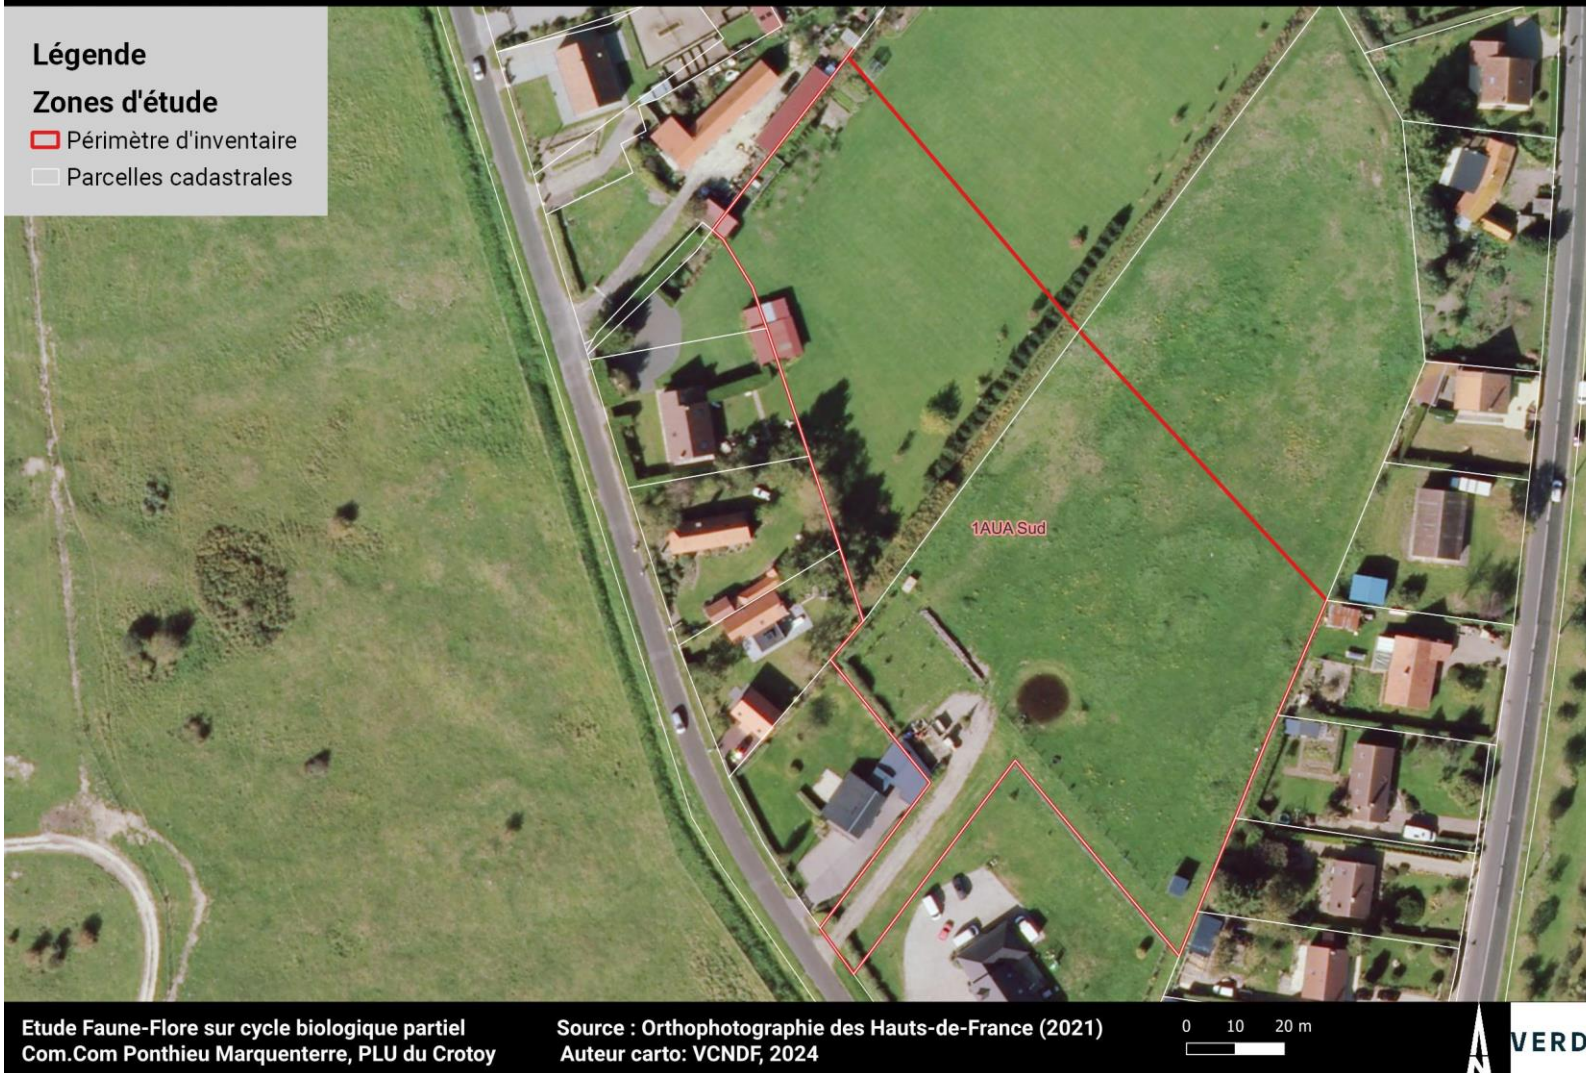 Légende
Zones d'étude
Périmètre d'inventaire
Parcelles cadastrales
1AUA Sud
Etude Faune-Flore sur cycle biologique partiel
Com.Com Ponthieu Marquenterre, PLU du Crotoy
Source : Orthophotographie des Hauts-de-France (2021)
Auteur carto: VCNDF, 2024
0 10 20 m
N
VERD